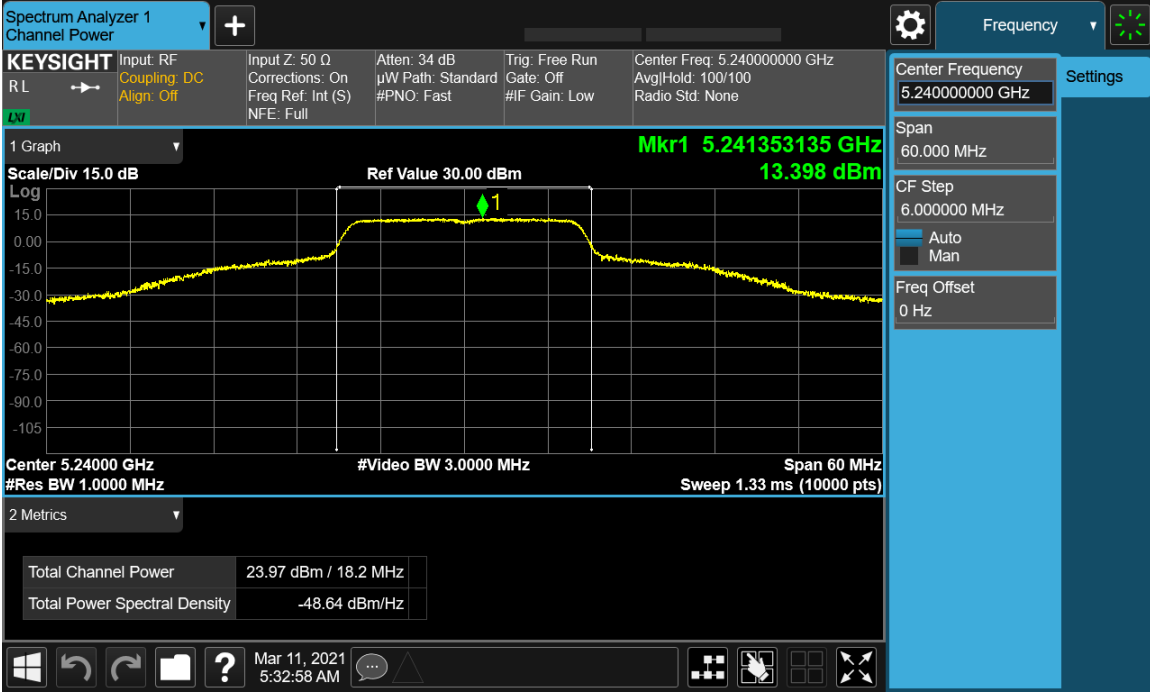 Spectrum Analyzer 1
Channel Power
Frequency
KEYSIGHT
R L
LXI
Input: RF
Coupling: DC
Align: Off
Input Z: 50 Ω
Corrections: On
Freq Ref: Int (S)
NFE: Full
Atten: 34 dB
µW Path: Standard
#PNO: Fast
Trig: Free Run
Gate: Off
#IF Gain: Low
Center Freq: 5.240000000 GHz
Avg|Hold: 100/100
Radio Std: None
Center Frequency
5.240000000 GHz
Settings
Span
60.000 MHz
CF Step
6.000000 MHz
Auto
Man
Freq Offset
0 Hz
1 Graph
Mkr1 5.241353135 GHz
13.398 dBm
Scale/Div 15.0 dB
Ref Value 30.00 dBm
Log
1
15.0
0.00
-15.0
-30.0
-45.0
-60.0
-75.0
-90.0
-105
Center 5.24000 GHz
#Video BW 3.0000 MHz
Span 60 MHz
#Res BW 1.0000 MHz
Sweep 1.33 ms (10000 pts)
2 Metrics
Total Channel Power
23.97 dBm / 18.2 MHz
Total Power Spectral Density
-48.64 dBm/Hz
Mar 11, 2021
5:32:58 AM